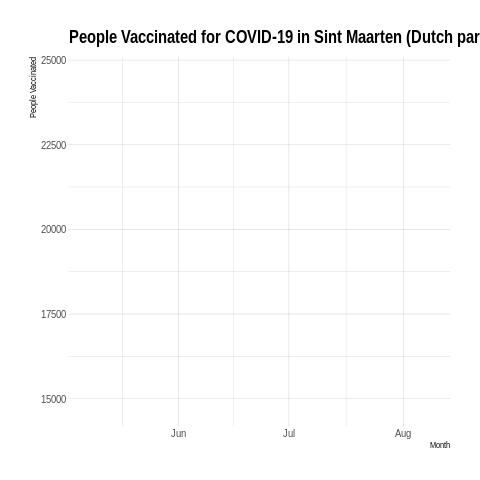 People Vaccinated for COVID-19 in Sint Maarten (Dutch par
People Vaccinated
25000
22500
20000
17500
15000
Jun Jul Aug
Month